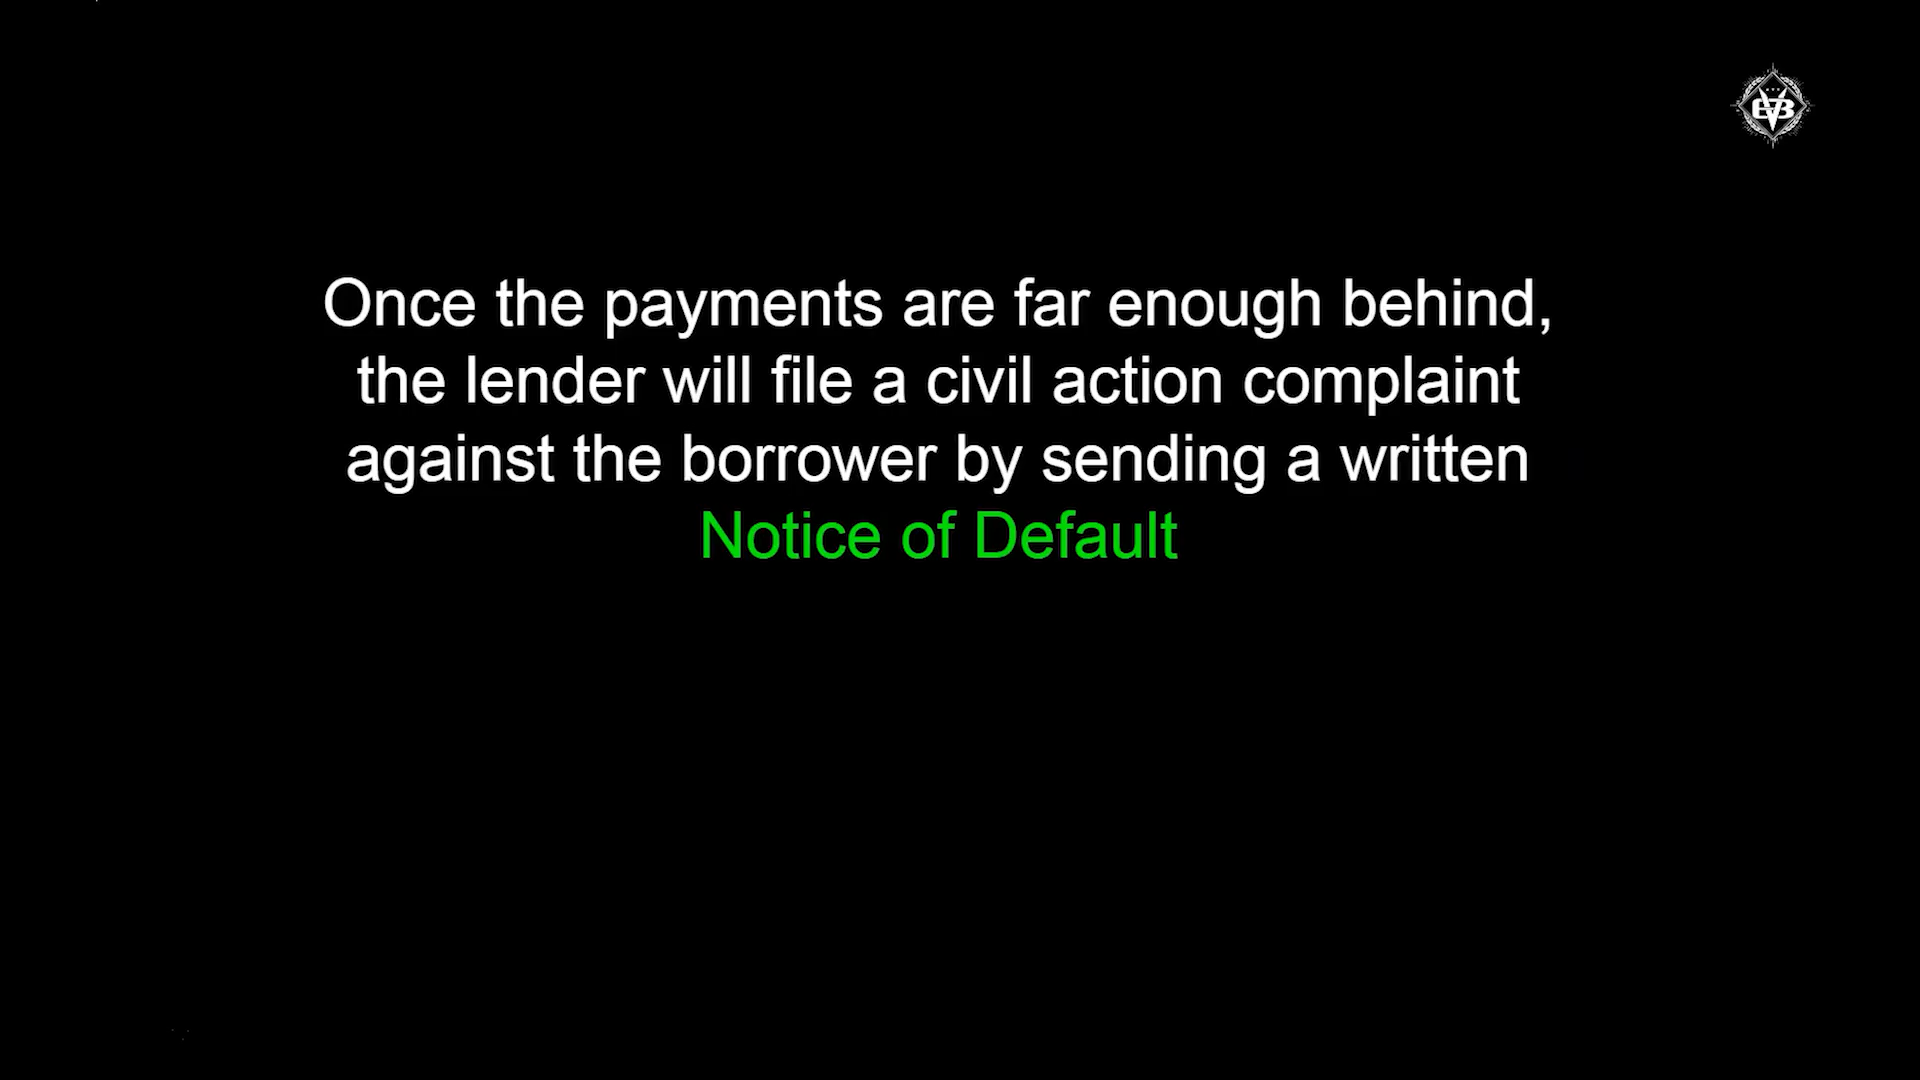 Once the payments are far enough behind,
the lender will file a civil action complaint
against the borrower by sending a written
Notice of Default